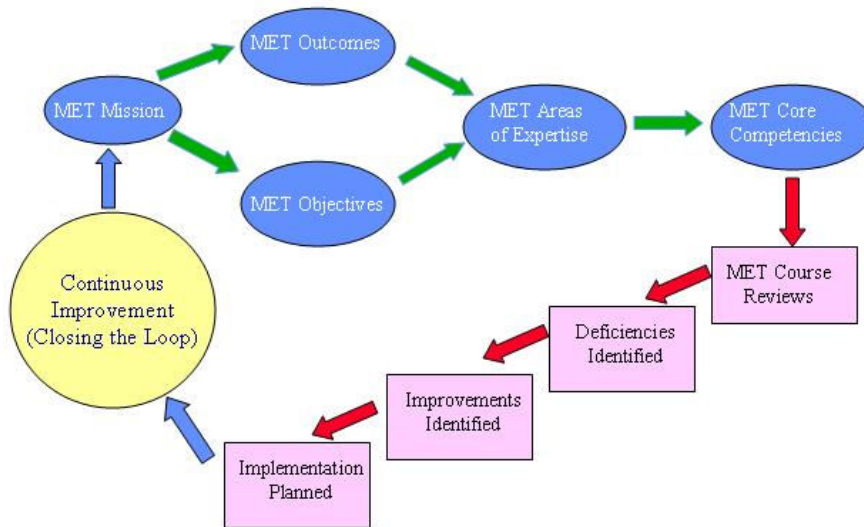 MET Outcomes
MET Mission
MET Objectives
MET Areas
of Expertise
MET Core
Competencies
MET Course
Reviews
Deficiencies
Identified
Improvements
Identified
Implementation
Planned
Continuous
Improvement
(Closing the Loop)